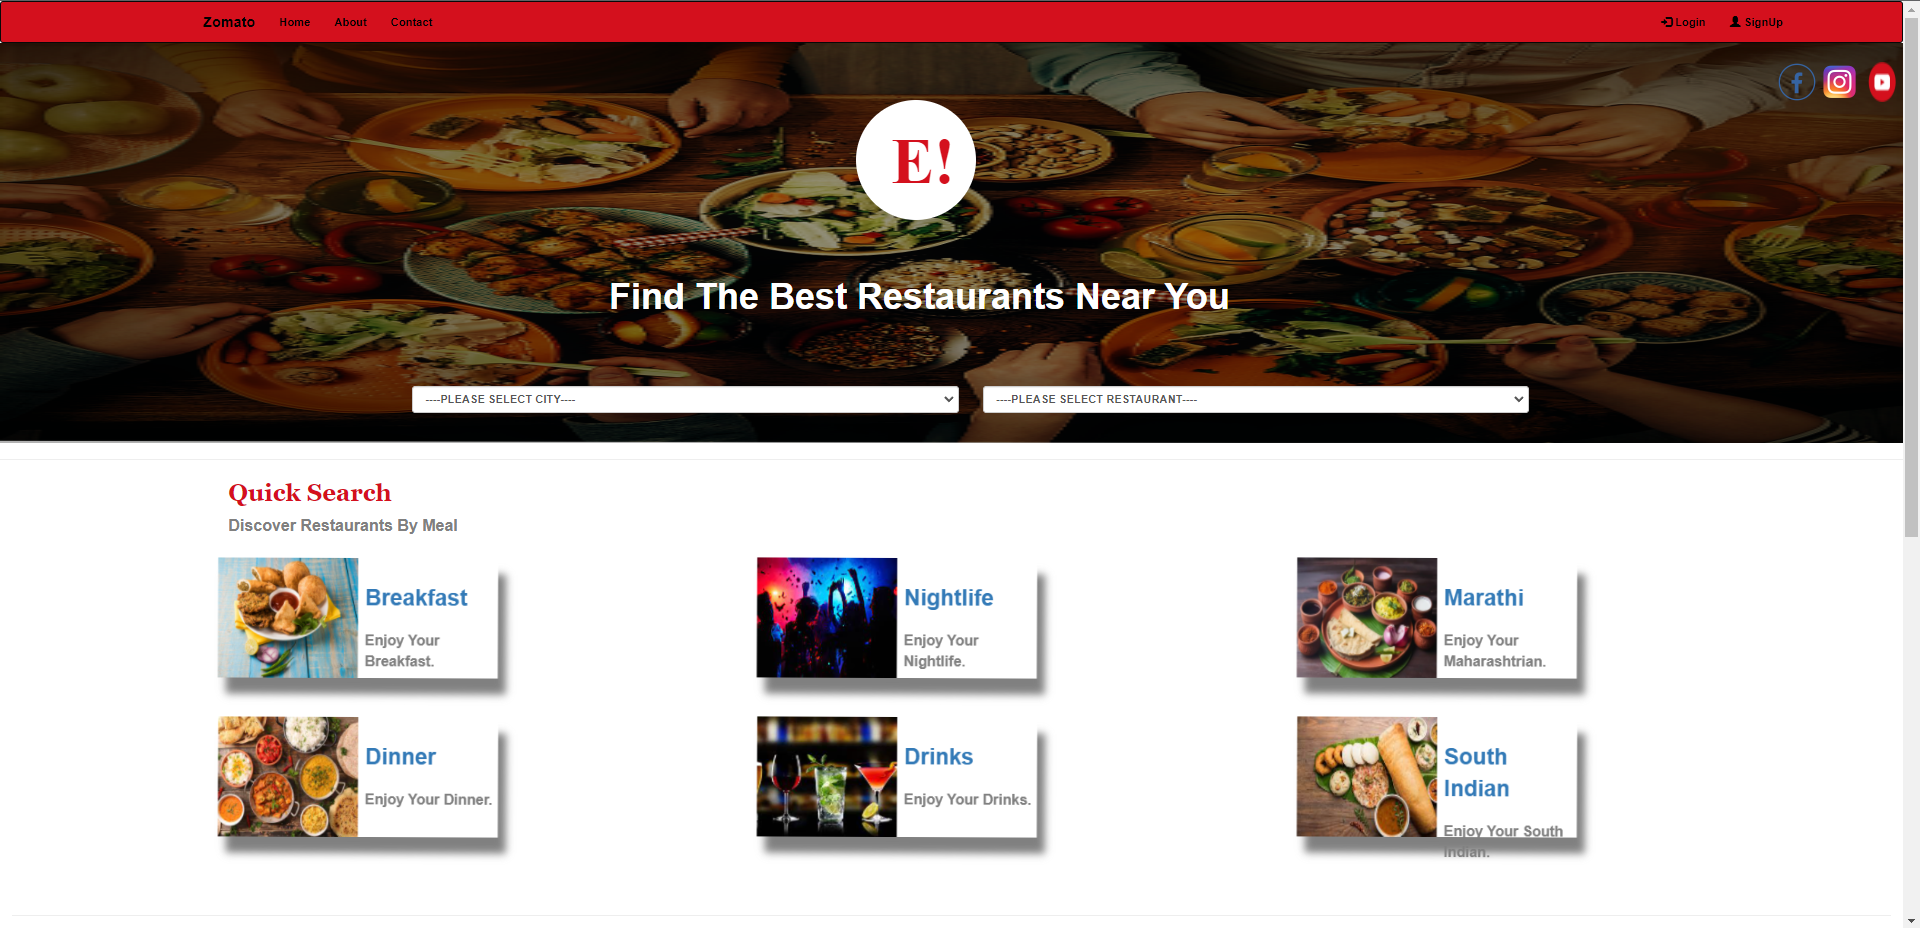 Zomato Home About Contact Login SignUp
E!
Find The Best Restaurants Near You
----PLEASE SELECT CITY---- ----PLEASE SELECT RESTAURANT----
Quick Search
Discover Restaurants By Meal
Breakfast
Enjoy Your
Breakfast.
Nightlife
Enjoy Your
Nightlife.
Marathi
Enjoy Your
Maharashtrian.
Dinner
Enjoy Your Dinner.
Drinks
Enjoy Your Drinks.
South
Indian
Enjoy Your South
Indian.